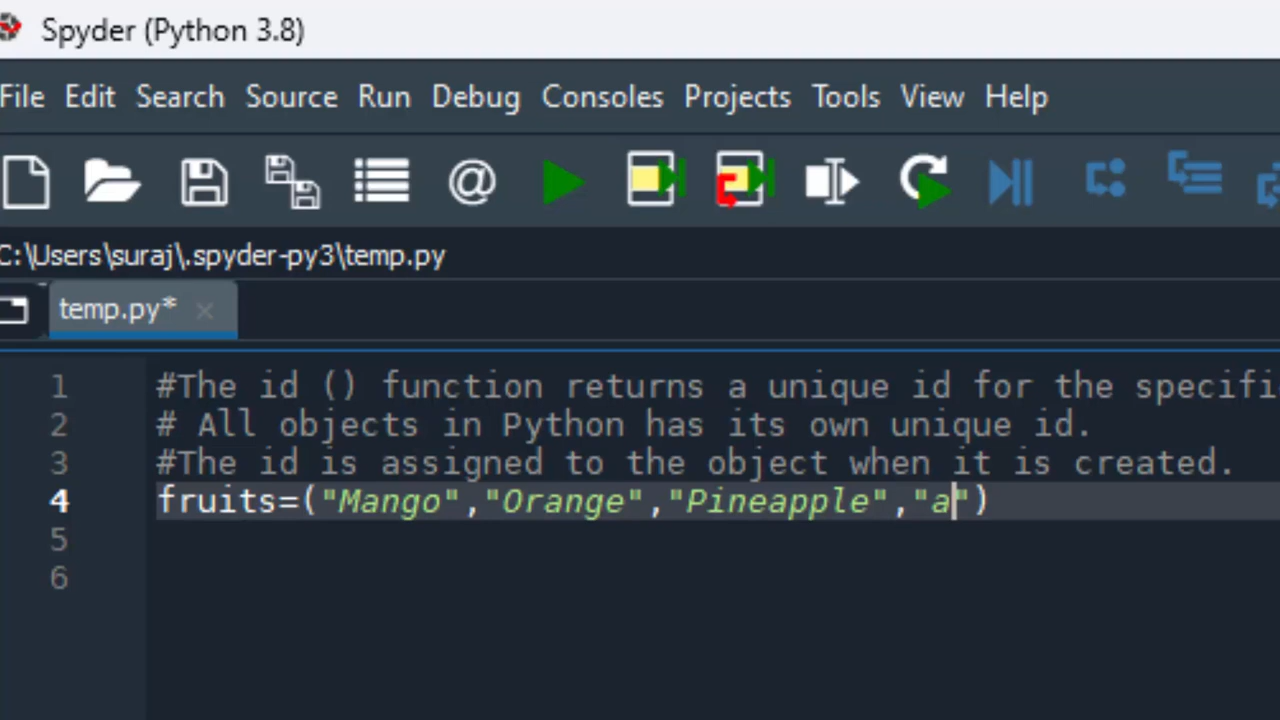 Spyder (Python 3.8)
File Edit Search Source Run Debug Consoles Projects Tools View Help
C:\Users\suraj\.spyder-py3\temp.py
temp.py*
1 #The id () function returns a unique id for the specifi
2 # All objects in Python has its own unique id.
3 #The id is assigned to the object when it is created.
4 fruits=("Mango","Orange","Pineapple","a")
5
6